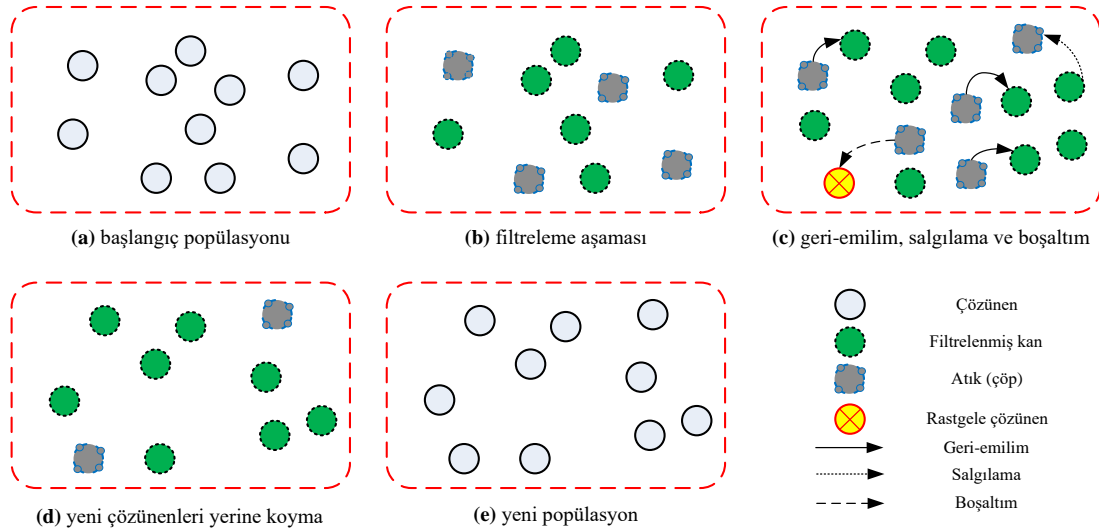 (a) başlangıç popülasyonu
(b) filtreleme aşaması
(c) geri-emilim, salgılama ve boşaltım
(d) yeni çözünenleri yerine koyma
(e) yeni popülasyon
Çözünen
Filtrelenmiş kan
Atık (çöp)
Rastgele çözünen
Geri-emilim
Salgılama
Boşaltım